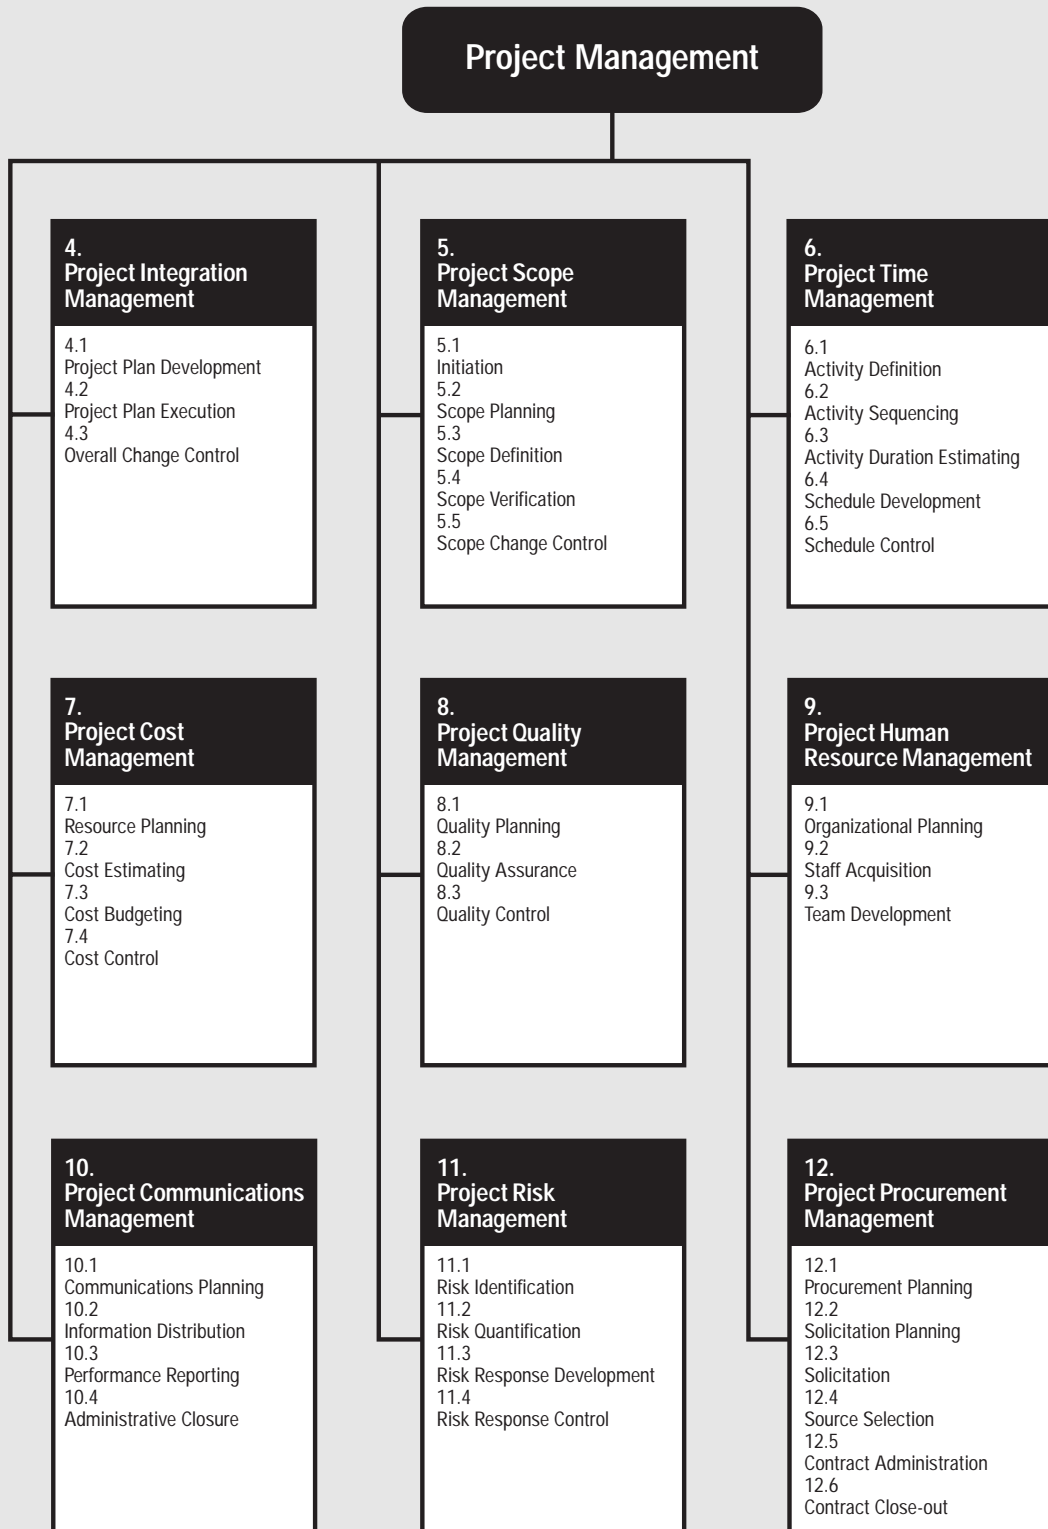 Project Management
4.
Project Integration
Management
4.1
Project Plan Development
4.2
Project Plan Execution
4.3
Overall Change Control
5.
Project Scope
Management
5.1
Initiation
5.2
Scope Planning
5.3
Scope Definition
5.4
Scope Verification
5.5
Scope Change Control
6.
Project Time
Management
6.1
Activity Definition
6.2
Activity Sequencing
6.3
Activity Duration Estimating
6.4
Schedule Development
6.5
Schedule Control
7.
Project Cost
Management
7.1
Resource Planning
7.2
Cost Estimating
7.3
Cost Budgeting
7.4
Cost Control
8.
Project Quality
Management
8.1
Quality Planning
8.2
Quality Assurance
8.3
Quality Control
9.
Project Human
Resource Management
9.1
Organizational Planning
9.2
Staff Acquisition
9.3
Team Development
10.
Project Communications
Management
10.1
Communications Planning
10.2
Information Distribution
10.3
Performance Reporting
10.4
Administrative Closure
11.
Project Risk
Management
11.1
Risk Identification
11.2
Risk Quantification
11.3
Risk Response Development
11.4
Risk Response Control
12.
Project Procurement
Management
12.1
Procurement Planning
12.2
Solicitation Planning
12.3
Solicitation
12.4
Source Selection
12.5
Contract Administration
12.6
Contract Close-out